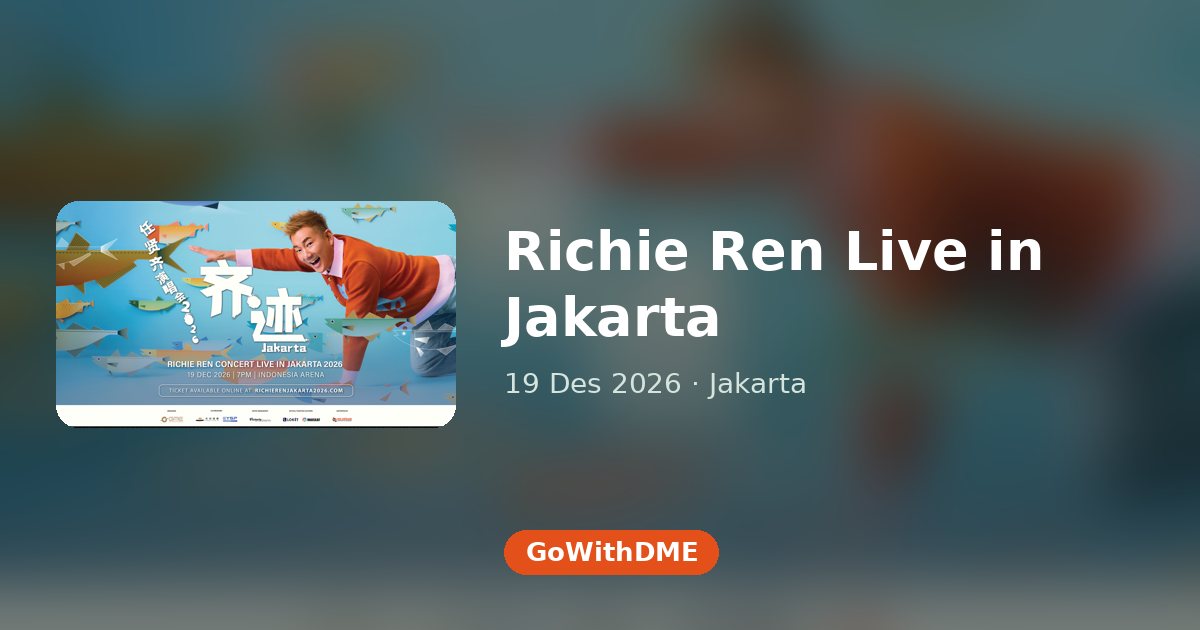 任贤齐演唱会2026
齐迹
Jakarta
RICHIE REN CONCERT LIVE IN JAKARTA 2026
19 DEC 2026 | 7PM | INDONESIA ARENA
TICKET AVAILABLE ONLINE AT RICHIERENJAKARTA2026.COM
LOKET
Richie Ren Live in
Jakarta
19 Des 2026 · Jakarta
GoWithDME